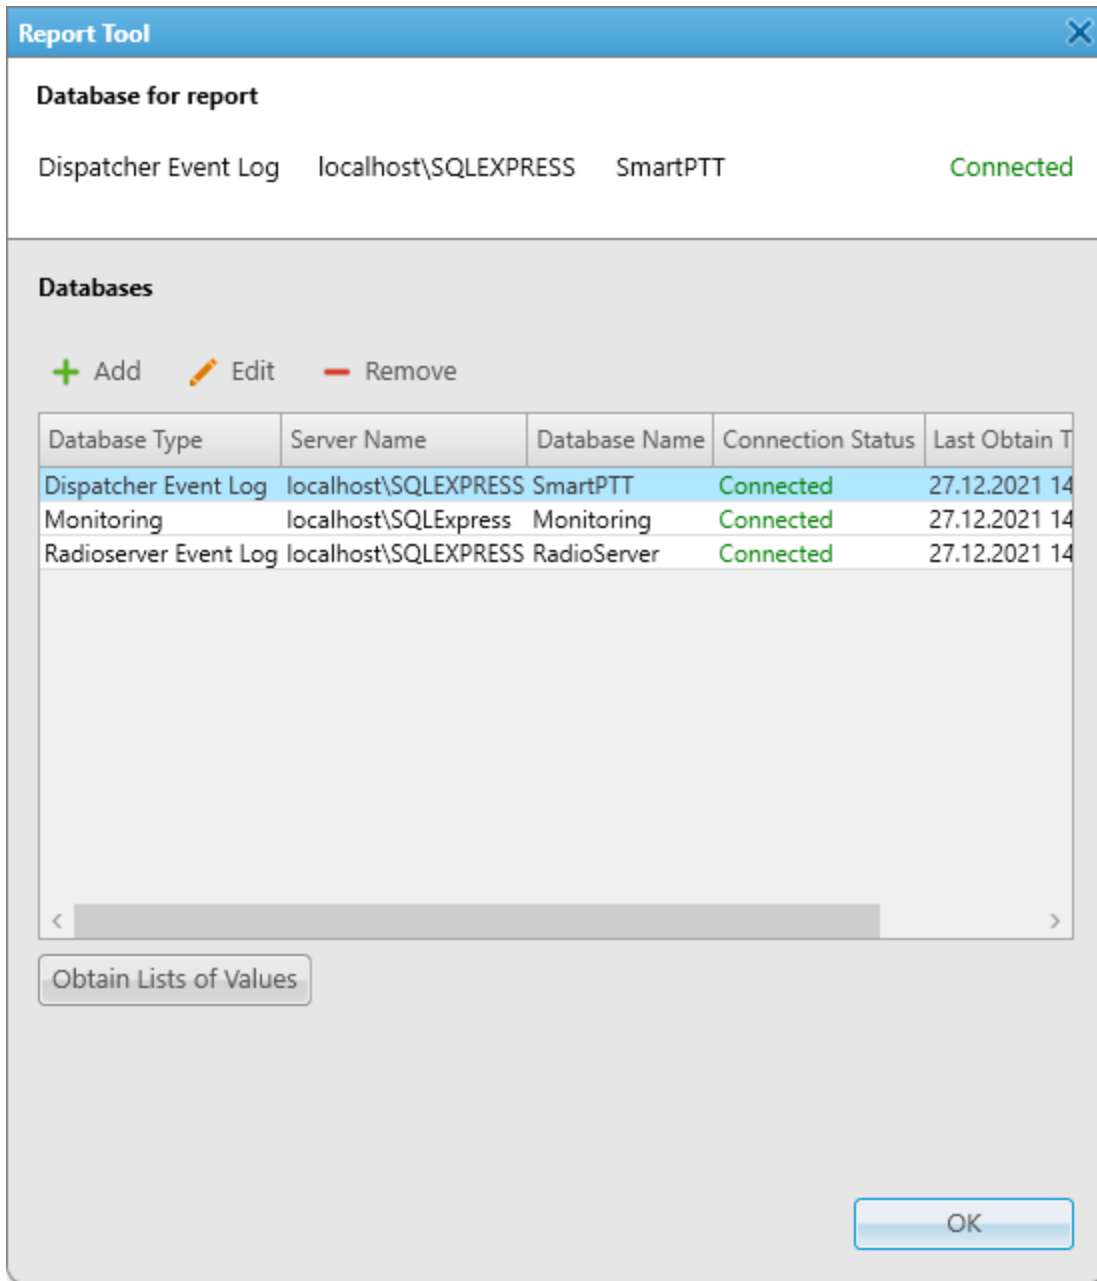 Report Tool
Database for report
Dispatcher Event Log localhost\SQLEXPRESS SmartPTT Connected
Databases
Add Edit Remove
Database Type Server Name Database Name Connection Status Last Obtain T
Dispatcher Event Log localhost\SQLEXPRESS SmartPTT Connected 27.12.2021 14
Monitoring localhost\SQLExpress Monitoring Connected 27.12.2021 14
Radioserver Event Log localhost\SQLEXPRESS RadioServer Connected 27.12.2021 14
Obtain Lists of Values
OK